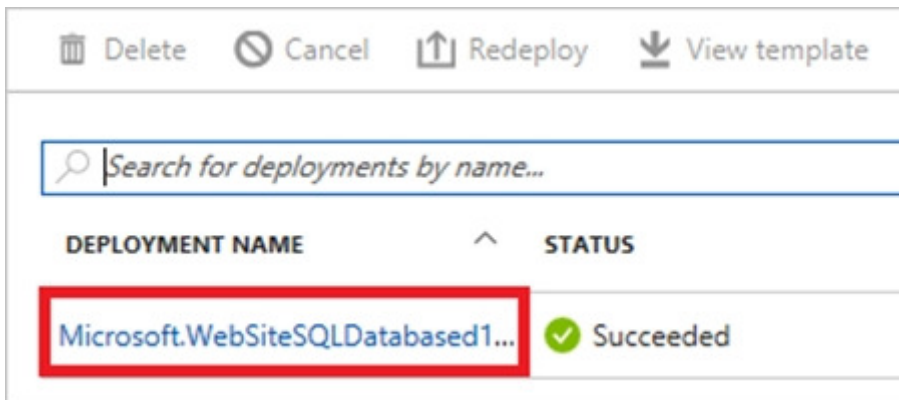 Delete Cancel Redeploy View template
Search for deployments by name...
DEPLOYMENT NAME STATUS
Microsoft.WebSiteSQLDatabased1... Succeeded